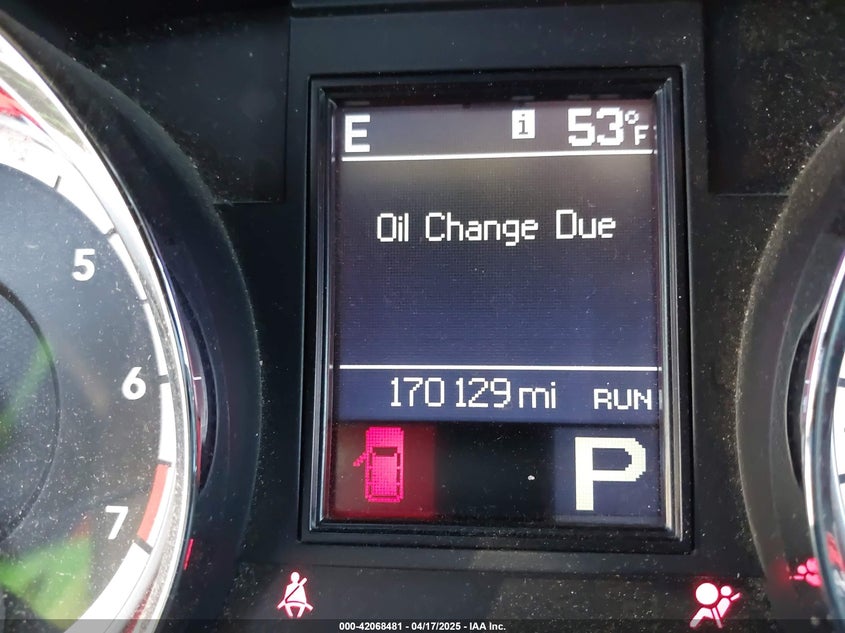 E i 53°F
Oil Change Due
5
170129 mi RUN
6
P
7
000-42068481 - 04/17/2025 - IAA Inc.